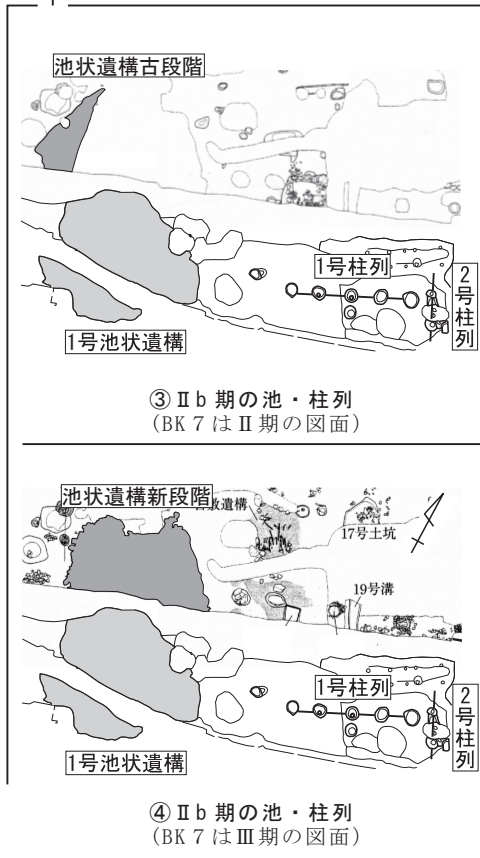 池状遺構古段階
1号柱列
2号柱列
1号池状遺構
③Ⅱb期の池・柱列
(BK7はⅡ期の図面)
池状遺構新段階
遺構
17号土坑
19号溝
1号柱列
2号柱列
1号池状遺構
④Ⅱb期の池・柱列
(BK7はⅢ期の図面)